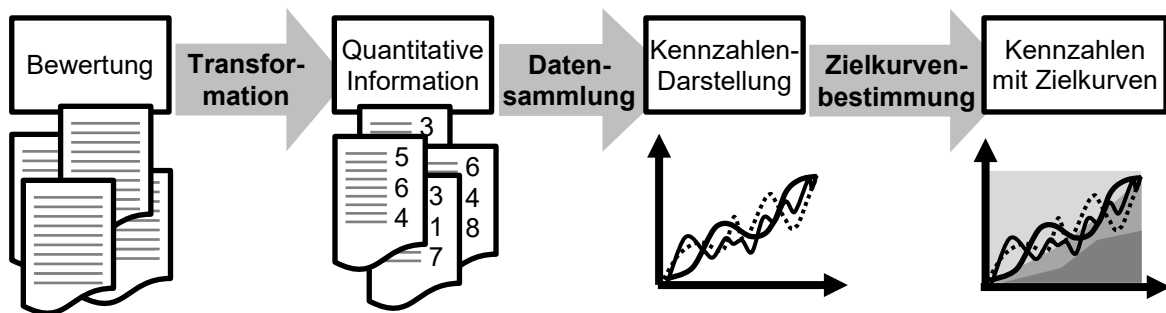 Bewertung
Transfor-
mation
Quantitative
Information
Daten-
sammlung
Kennzahlen-
Darstellung
Zielkurven-
bestimmung
Kennzahlen
mit Zielkurven
3
5
6
4
3
1
7
6
4
8